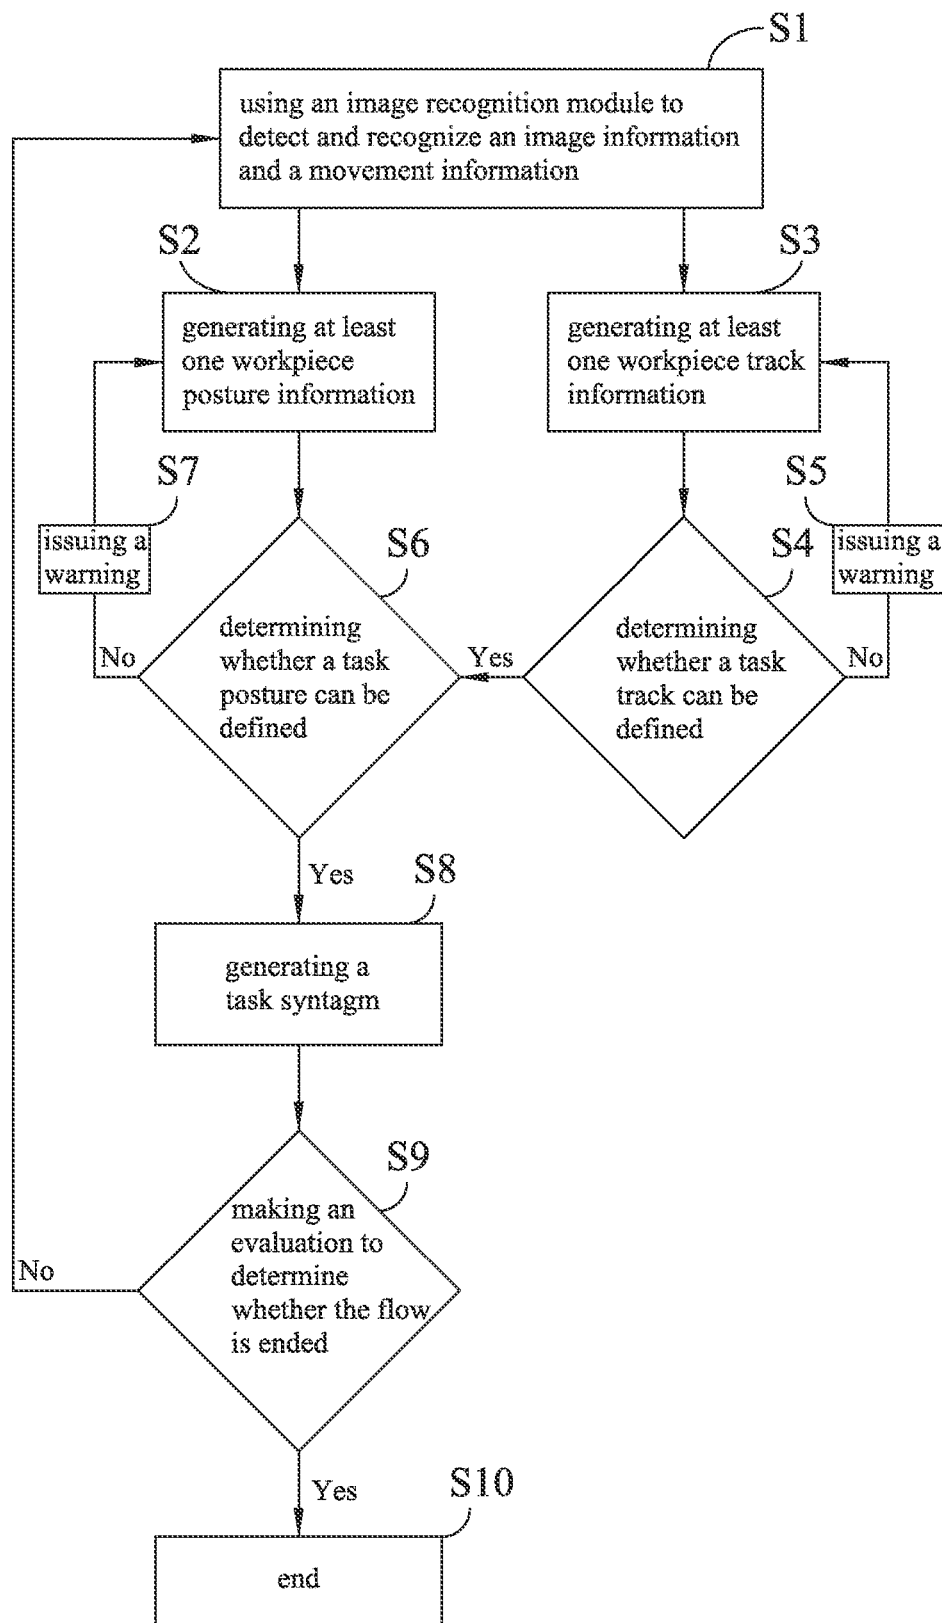 S1
using an image recognition module to
detect and recognize an image information
and a movement information
S2
S3
generating at least
one workpiece
posture information
generating at least
one workpiece track
information
S7
S5
issuing a
warning
S6
S4
issuing a
warning
No
determining
whether a task
posture can be
defined
Yes
determining
whether a task
track can be
defined
No
Yes
S8
generating a
task syntagm
S9
making an
evaluation to
determine
whether the flow
is ended
No
Yes
S10
end